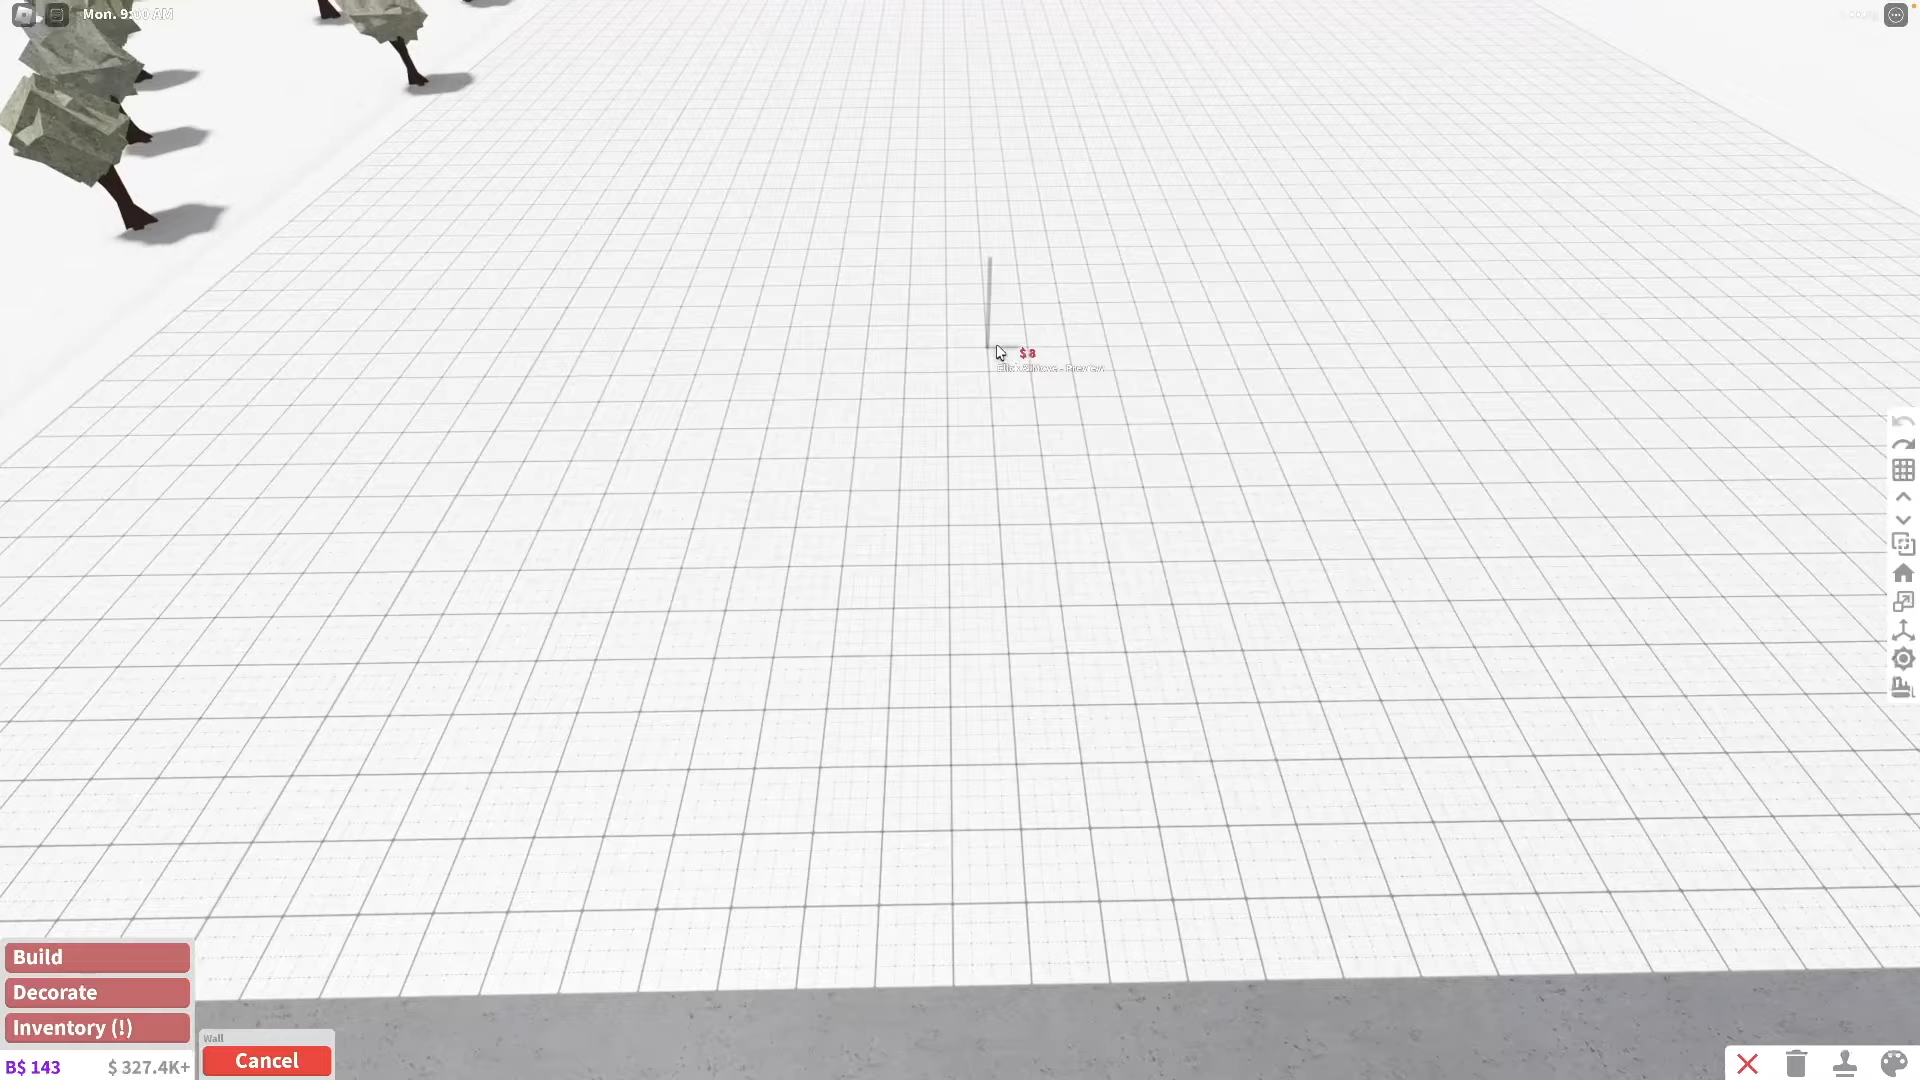 Mon. 9:00 AM
$ 8
Build
Decorate
Inventory (!)
B$ 143
$ 327.4K+
Wall
Cancel